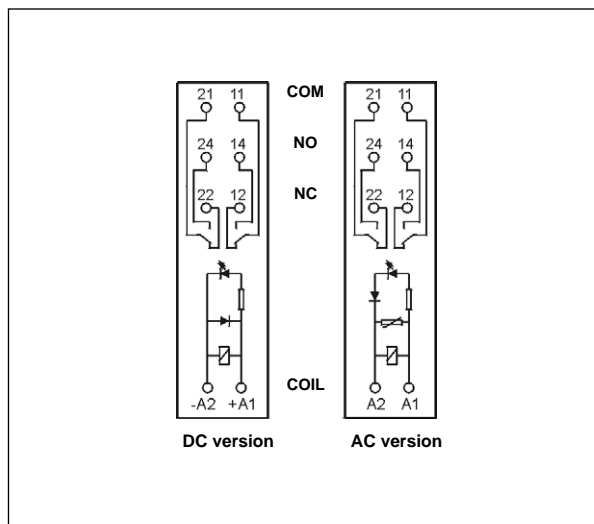 21 11 COM 21 11
24 14 NO 24 14
22 12 NC 22 12
-A2 +A1 COIL A2 A1
DC version AC version